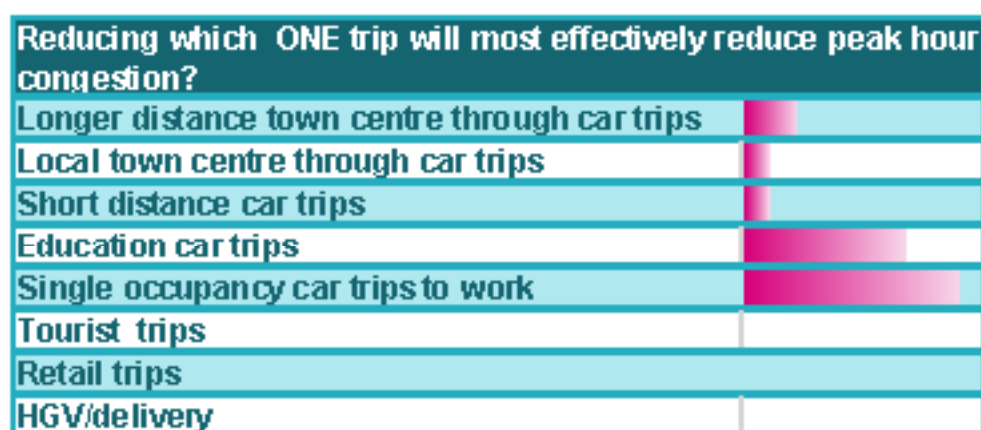 Reducing which ONE trip will most effectively reduce peak hour
congestion?
Longer distance town centre through car trips
Local town centre through car trips
Short distance car trips
Education car trips
Single occupancy car trips to work
Tourist trips
Retail trips
HGV/delivery